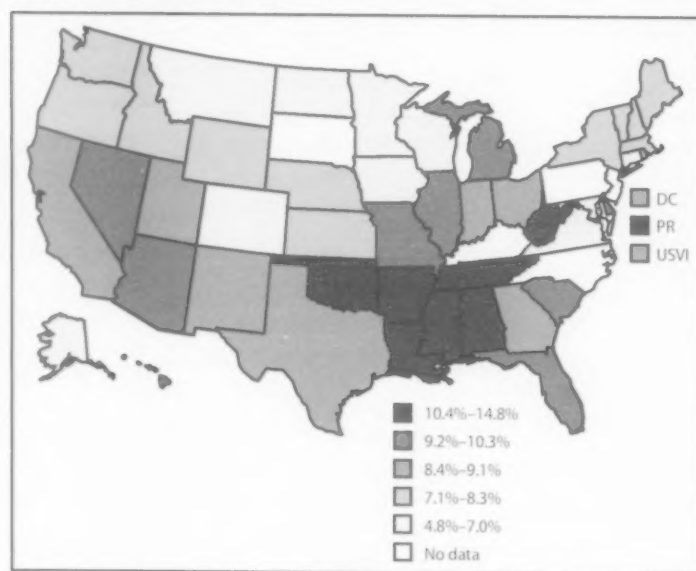 DC
PR
USVI
10.4%–14.8%
9.2%–10.3%
8.4%–9.1%
7.1%–8.3%
4.8%–7.0%
No data